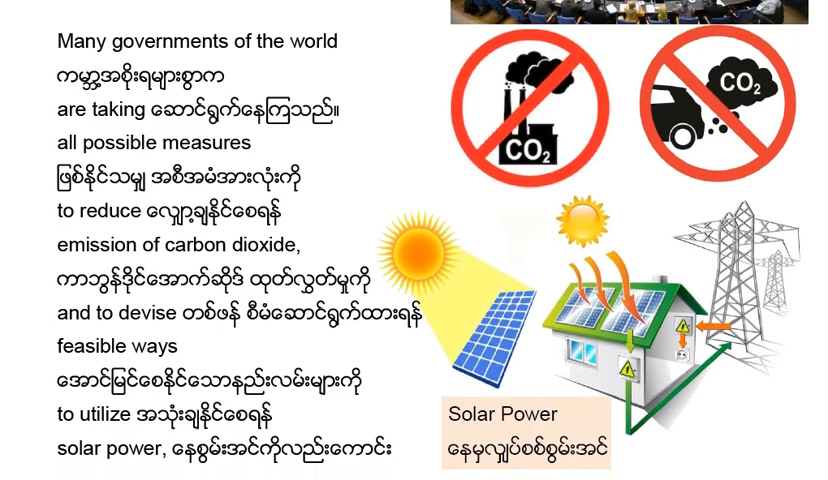 Many governments of the world
ကမ္ဘာ့အစိုးရများစွာက
are taking ဆောင်ရွက်နေကြသည်။
all possible measures
ဖြစ်နိုင်သမျှ အစီအမံအားလုံးကို
to reduce လျှော့ချနိုင်စေရန်
emission of carbon dioxide,
ကာဘွန်ဒိုင်အောက်ဆိုဒ် ထုတ်လွှတ်မှုကို
and to devise တစ်ဖန် စီမံဆောင်ရွက်ထားရန်
feasible ways
အောင်မြင်စေနိုင်သောနည်းလမ်းများကို
to utilize အသုံးချနိုင်စေရန်
solar power, နေစွမ်းအင်ကိုလည်းကောင်း
CO2
CO2
Solar Power
နေမှလျှပ်စစ်စွမ်းအင်